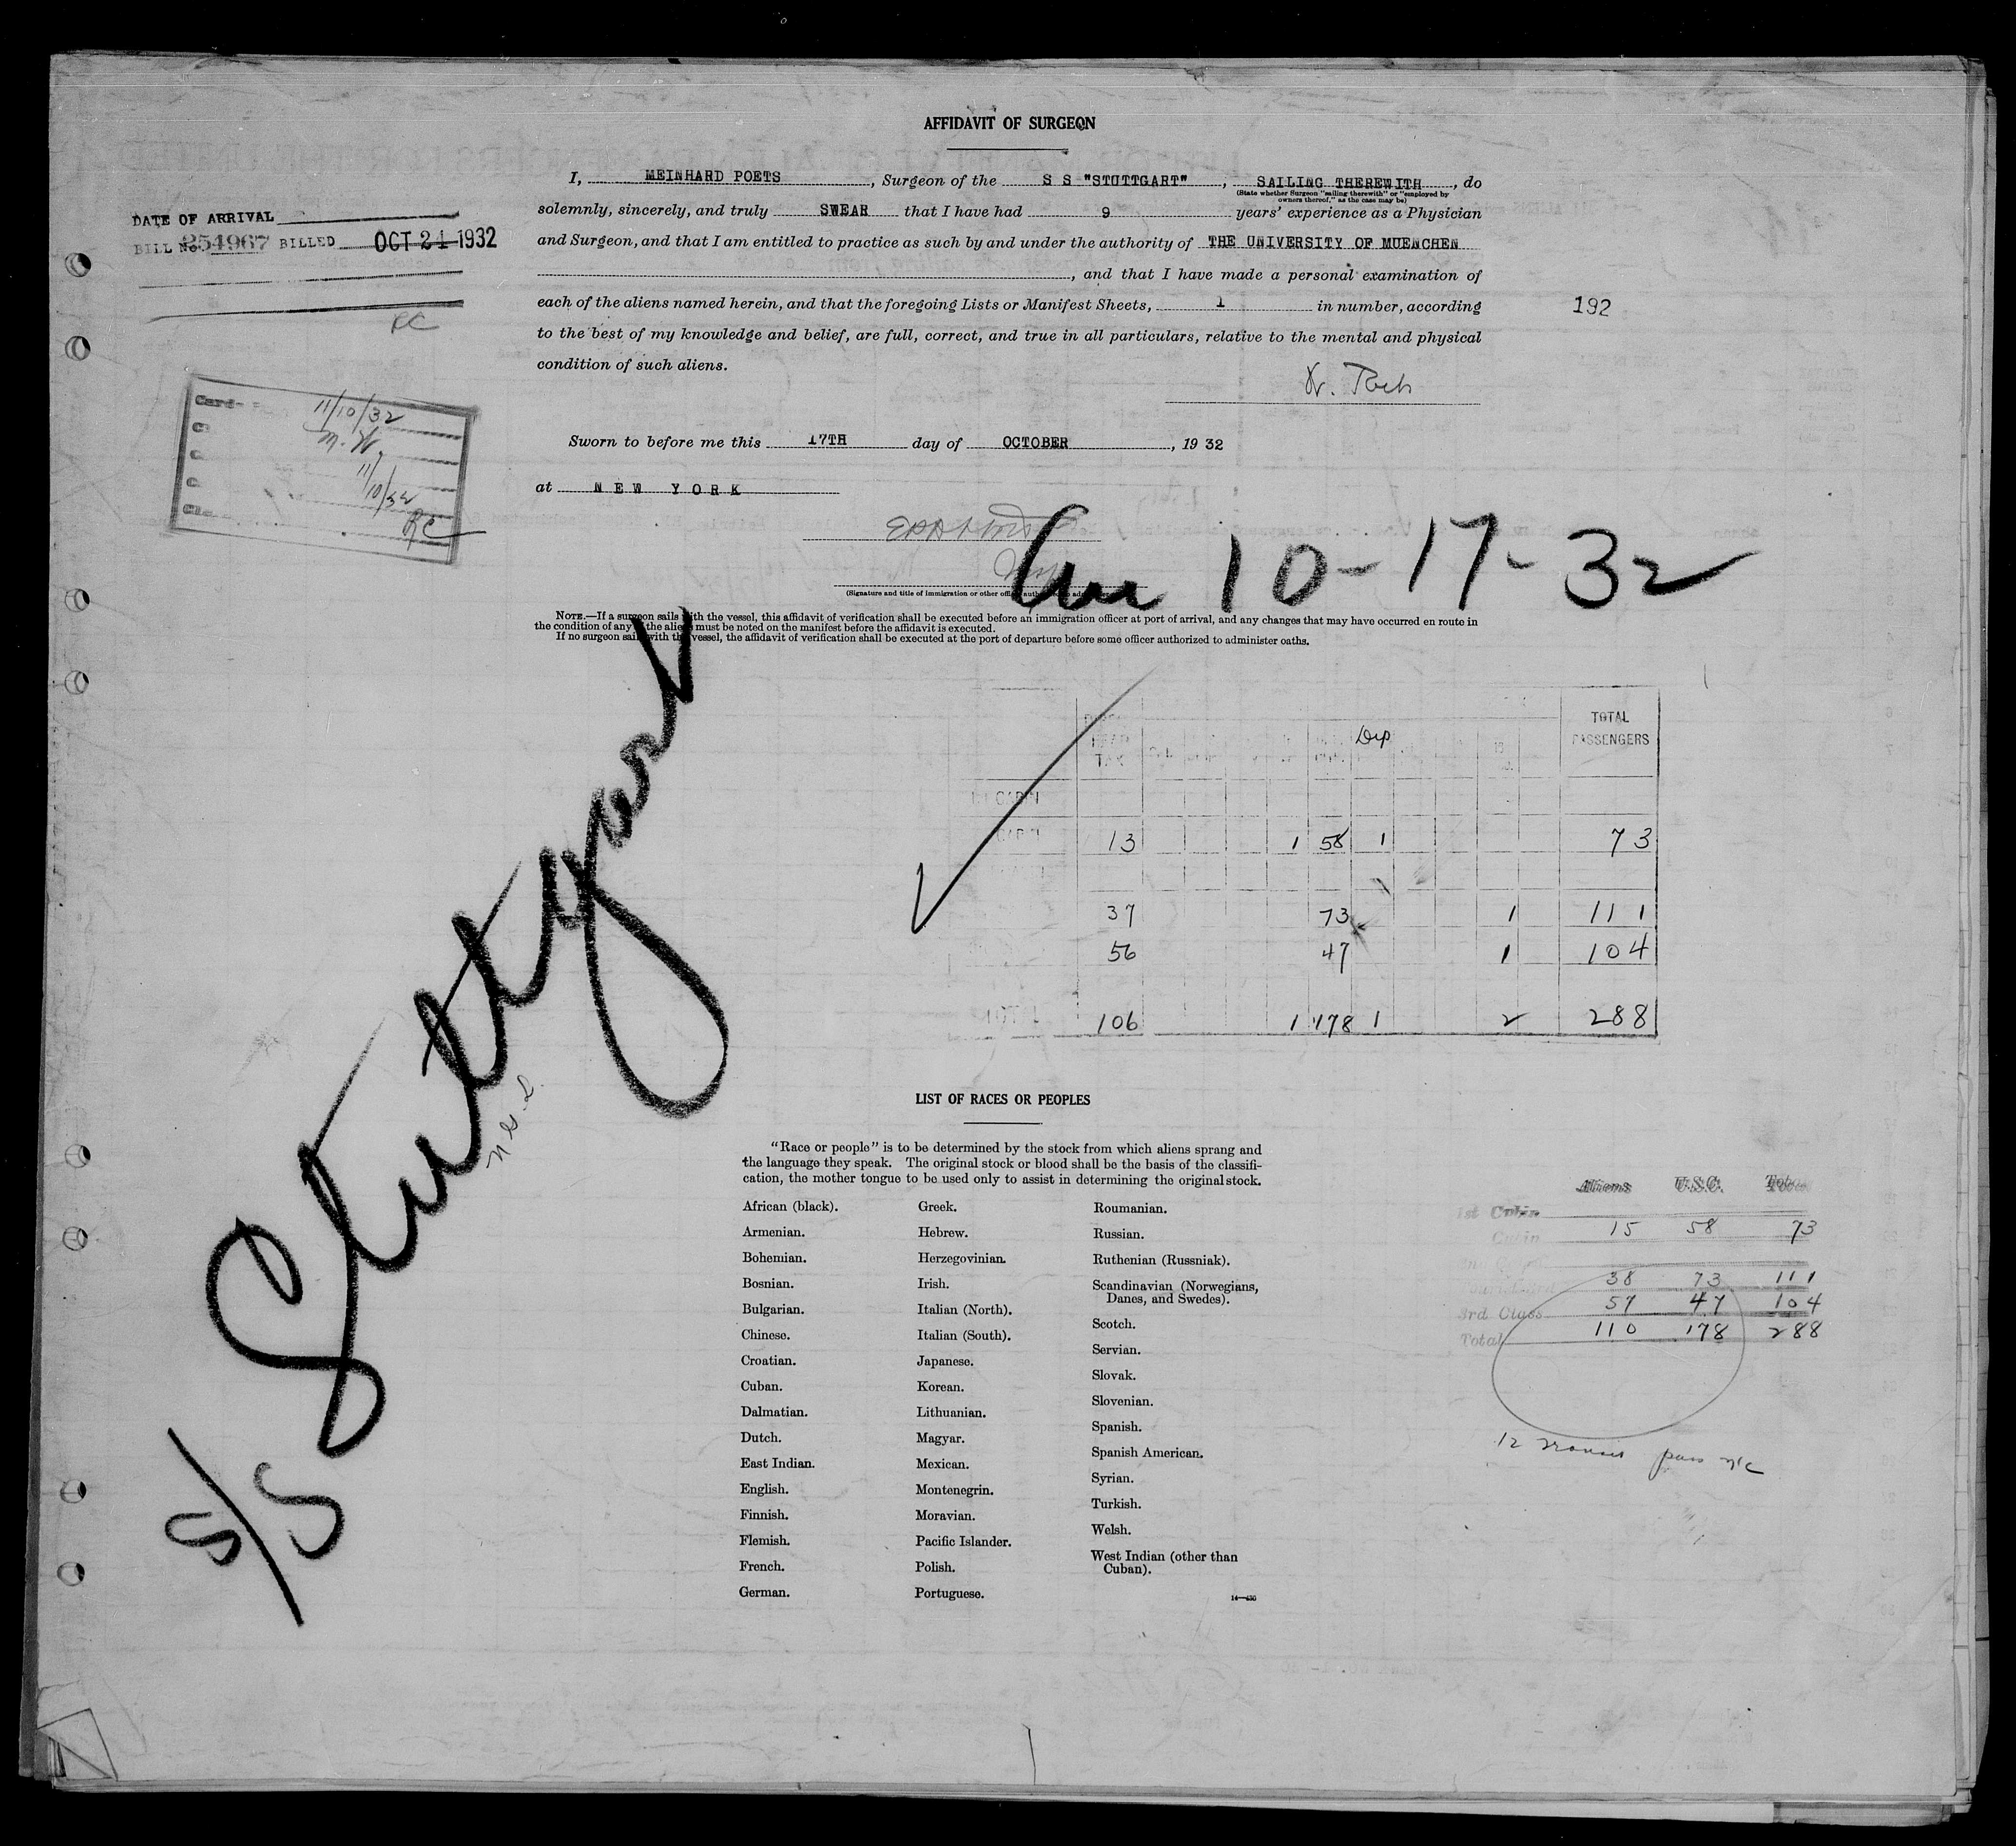 AFFIDAVIT OF SURGEON
I, MEINHARD POETS, Surgeon of the S S "STUTTGART", SAILING THEREWITH, do
(State whether Surgeon "sailing therewith" or "employed by
owners thereof," as the case may be)
solemnly, sincerely, and truly SWEAR that I have had 9 years' experience as a Physician
and Surgeon, and that I am entitled to practice as such by and under the authority of THE UNIVERSITY OF MUENCHEN
, and that I have made a personal examination of
each of the aliens named herein, and that the foregoing Lists or Manifest Sheets, 1 in number, according
to the best of my knowledge and belief, are full, correct, and true in all particulars, relative to the mental and physical
condition of such aliens.
DATE OF ARRIVAL
BILL No. 254967 BILLED OCT 24 1932
RC
192
11/10/32
M. W.
11/10/32
RC
Sworn to before me this 17TH day of OCTOBER, 19 32
at NEW YORK
10-17-32
(Signature and title of immigration or other
NOTE.—If a surgeon sails with the vessel, this affidavit of verification shall be executed before an immigration officer at port of arrival, and any changes that may have occurred en route in
the condition of any of the aliens must be noted on the manifest before the affidavit is executed.
If no surgeon sails with the vessel, the affidavit of verification shall be executed at the port of departure before some officer authorized to administer oaths.
S/S Stuttgart
HEAD TAX Dep TOTAL PASSENGERS
13 1 58 1 73
37 73 1 111
56 47 1 104
TOTAL 106 1 178 1 2 288
LIST OF RACES OR PEOPLES
"Race or people" is to be determined by the stock from which aliens sprang and
the language they speak. The original stock or blood shall be the basis of the classifi-
cation, the mother tongue to be used only to assist in determining the original stock.
African (black).
Armenian.
Bohemian.
Bosnian.
Bulgarian.
Chinese.
Croatian.
Cuban.
Dalmatian.
Dutch.
East Indian.
English.
Finnish.
Flemish.
French.
German.
Greek.
Hebrew.
Herzegovinian.
Irish.
Italian (North).
Italian (South).
Japanese.
Korean.
Lithuanian.
Magyar.
Mexican.
Montenegrin.
Moravian.
Pacific Islander.
Polish.
Portuguese.
Roumanian.
Russian.
Ruthenian (Russniak).
Scandinavian (Norwegians,
Danes, and Swedes).
Scotch.
Servian.
Slovak.
Slovenian.
Spanish.
Spanish American.
Syrian.
Turkish.
Welsh.
West Indian (other than
Cuban).
14—430
Aliens U.S.C. Total
1st Cabin
Cabin 15 58 73
38 73 111
3rd Class 57 47 104
Total 110 178 288
12 transit pass